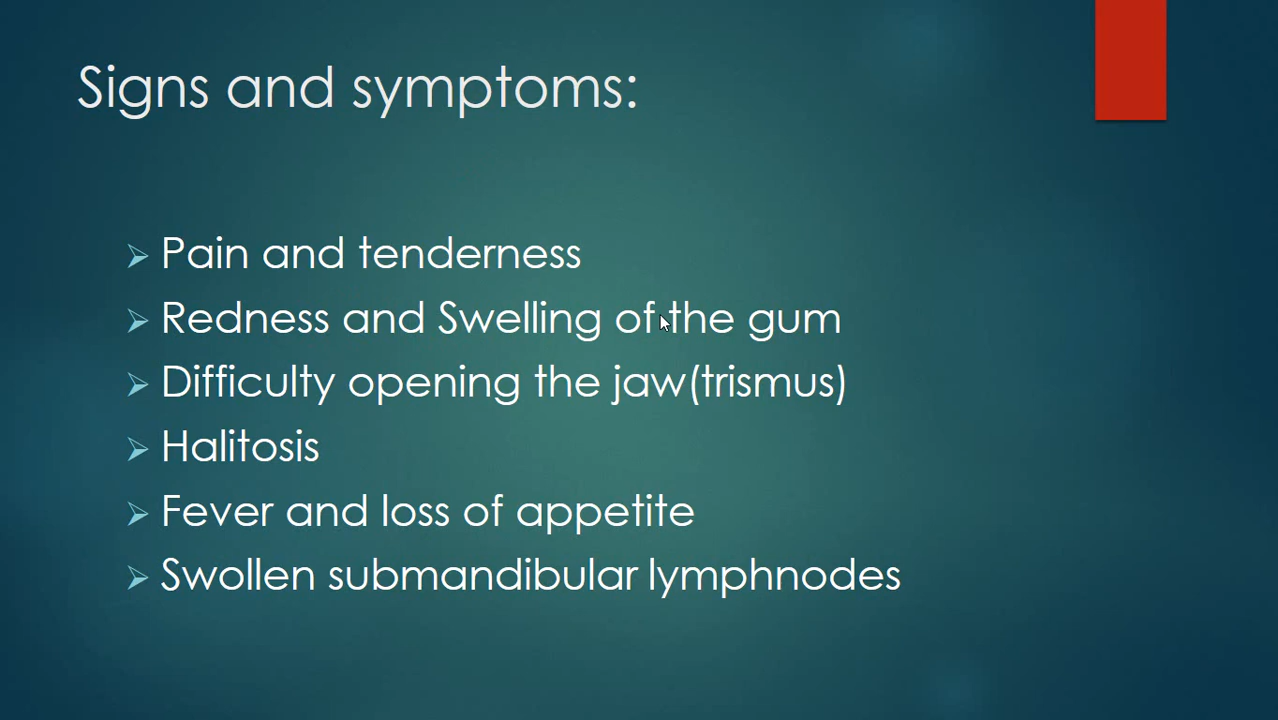 Signs and symptoms:
Pain and tenderness
Redness and Swelling of the gum
Difficulty opening the jaw(trismus)
Halitosis
Fever and loss of appetite
Swollen submandibular lymphnodes